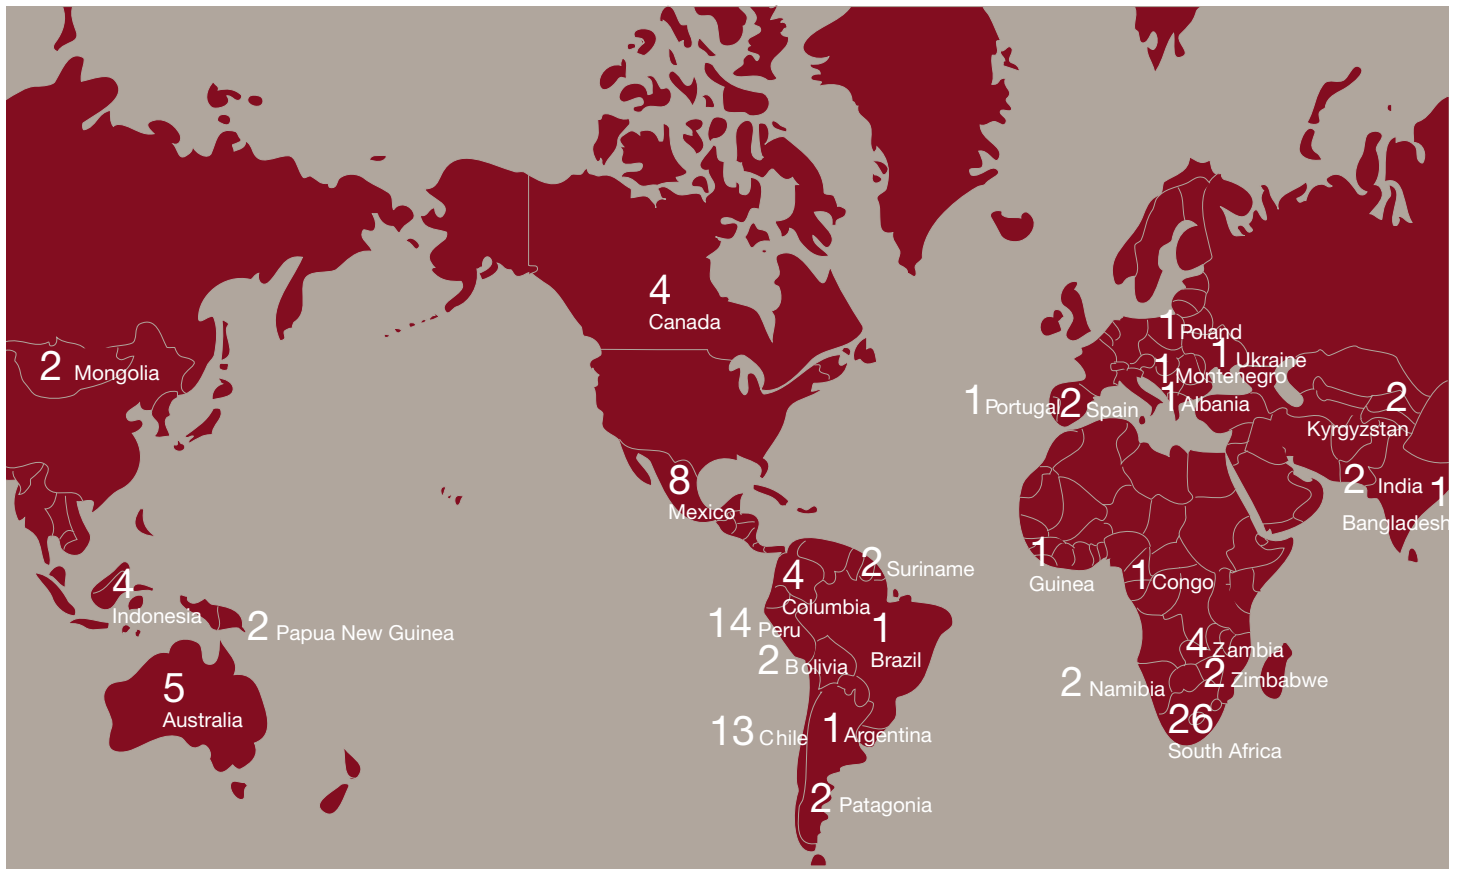 4
Canada
1 Poland
1 Ukraine
2 Mongolia
1 Montenegro
1 Portugal
2 Spain
1 Albania
2
Kyrgyzstan
8
Mexico
2 India
1
Bangladesh
1
Guinea
2 Suriname
4
Columbia
1 Congo
4
Indonesia
2 Papua New Guinea
14 Peru
1
Brazil
4 Zambia
2 Bolivia
2 Namibia
2 Zimbabwe
5
Australia
13 Chile
1 Argentina
26
South Africa
2 Patagonia